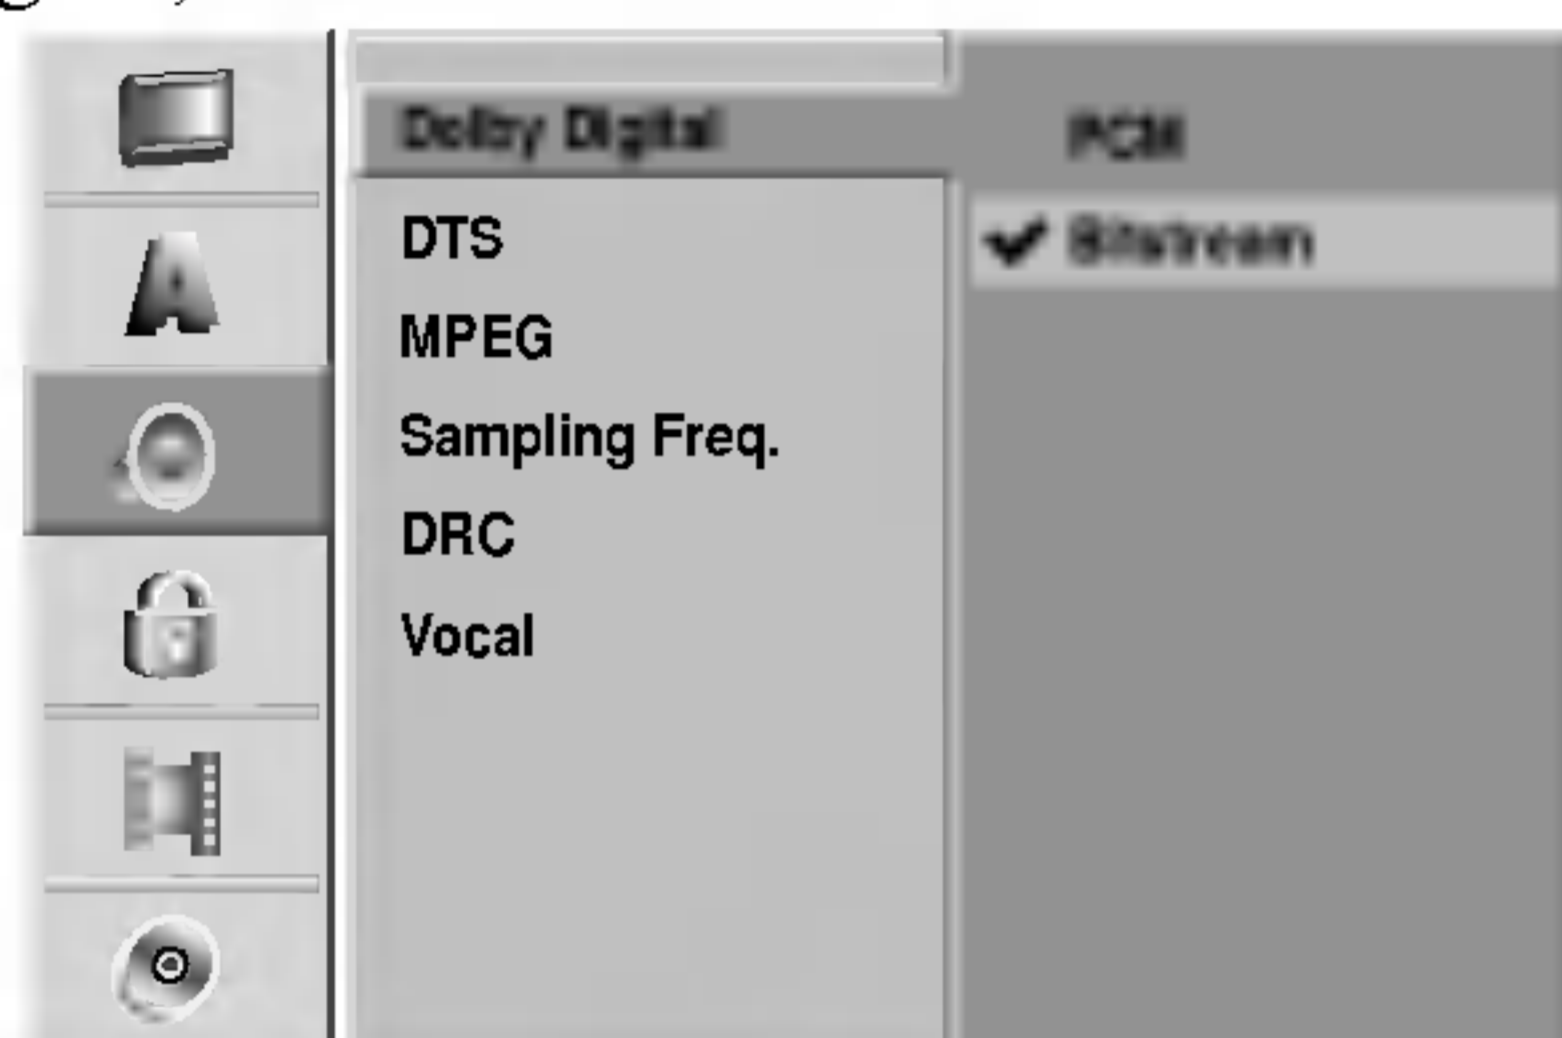 Dolby Digital
PCM
DTS
Bitstream
MPEG
Sampling Freq.
DRC
Vocal